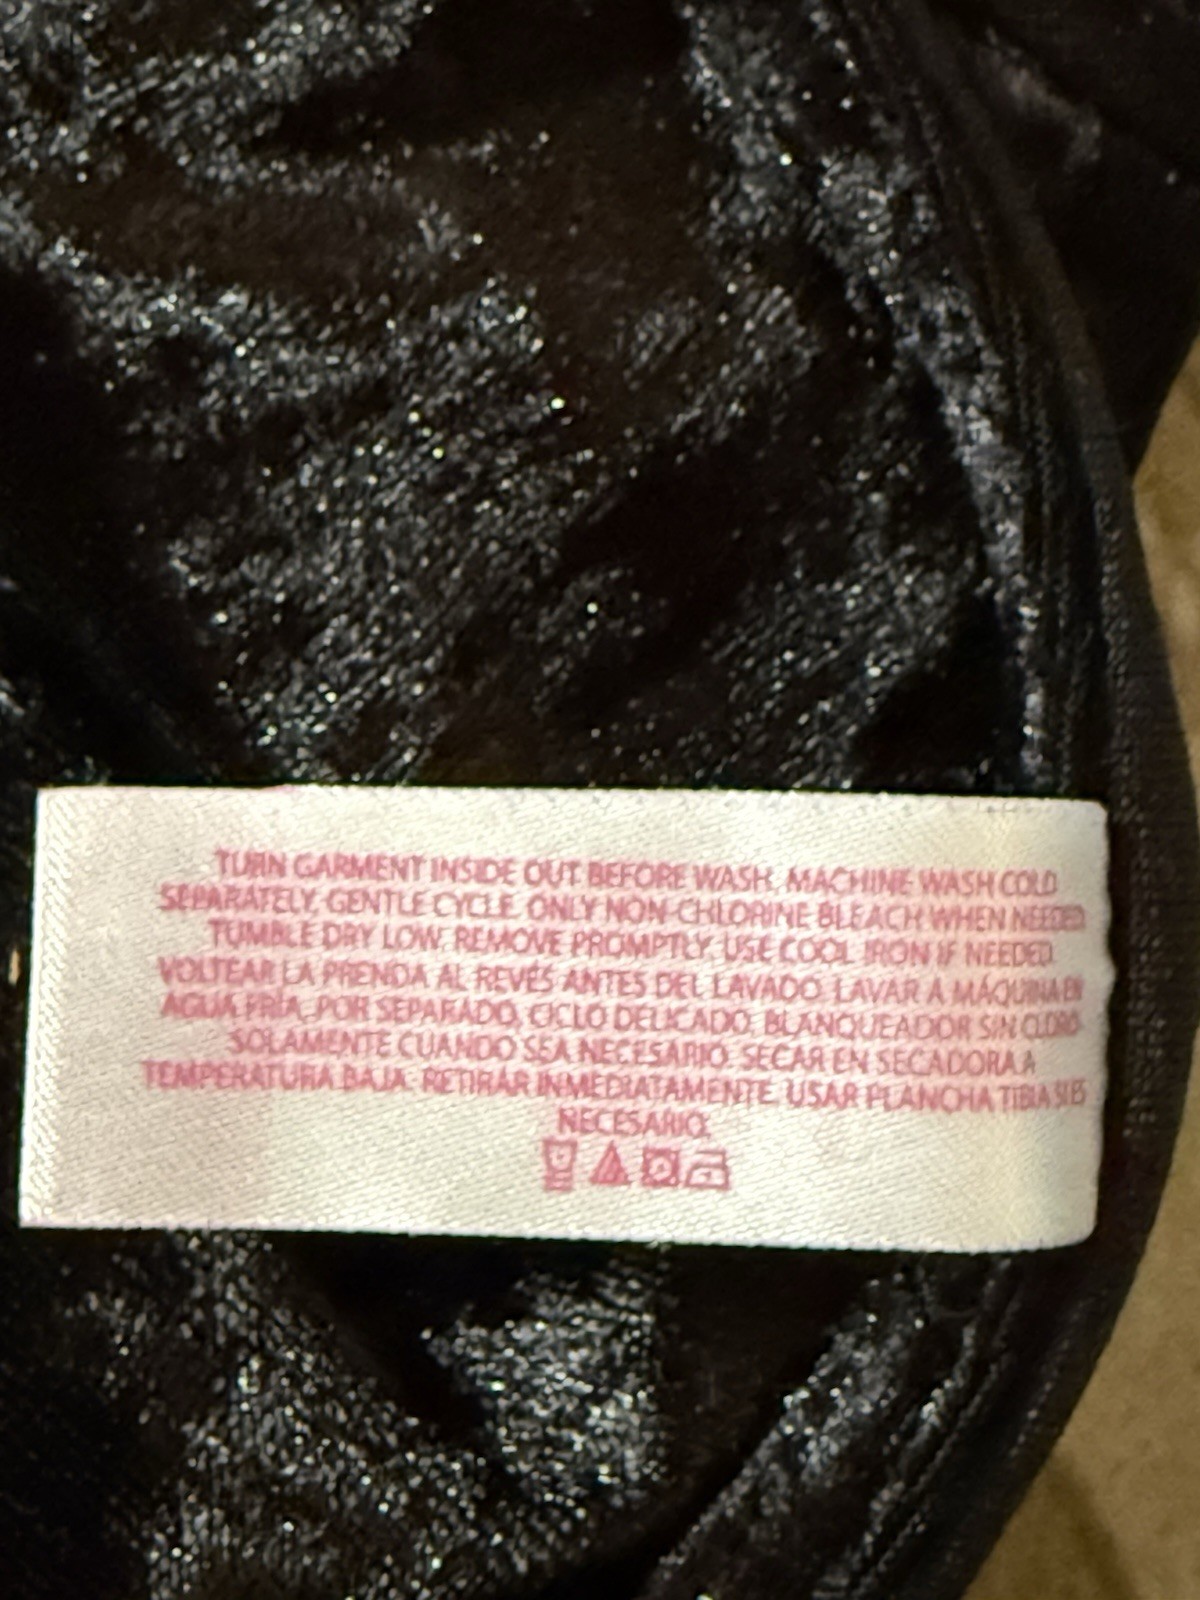 TURN GARMENT INSIDE OUT BEFORE WASH, MACHINE WASH COLD
SEPARATELY, GENTLE CYCLE. ONLY NON-CHLORINE BLEACH WHEN NEEDED
TUMBLE DRY LOW, REMOVE PROMPTLY. USE COOL IRON IF NEEDED
VOLTEAR LA PRENDA AL REVÉS ANTES DEL LAVADO. LAVAR A MÁQUINA EN
AGUA FRÍA, POR SEPARADO, CICLO DELICADO. BLANQUEADOR SIN CLORO
SOLAMENTE CUANDO SEA NECESARIO. SECAR EN SECADORA A
TEMPERATURA BAJA. RETIRAR INMEDIATAMENTE. USAR PLANCHA TIBIA SI ES
NECESARIO.